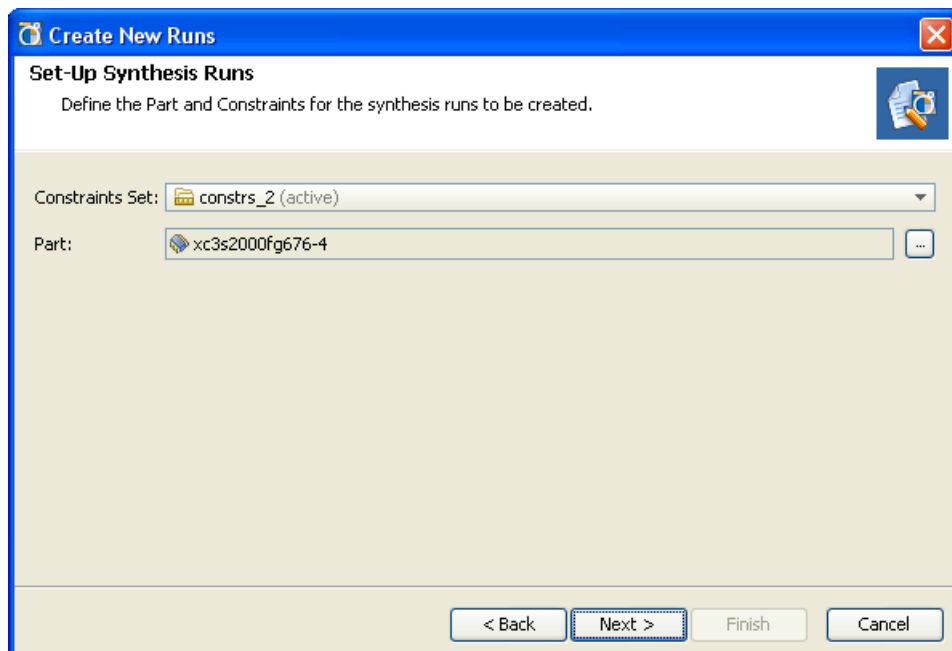 Create New Runs
Set-Up Synthesis Runs
Define the Part and Constraints for the synthesis runs to be created.
Constraints Set: constrs_2 (active)
Part: xc3s2000fg676-4 ...
< Back Next > Finish Cancel